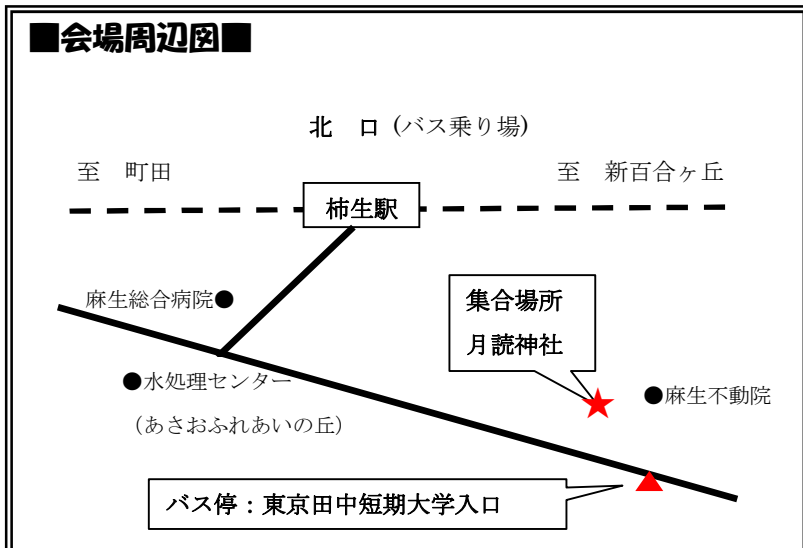 ■会場周辺図■
北　口 (バス乗り場)
至　町田
至　新百合ヶ丘
柿生駅
麻生総合病院●
集合場所
月読神社
●水処理センター
（あさおふれあいの丘）
●麻生不動院
バス停：東京田中短期大学入口